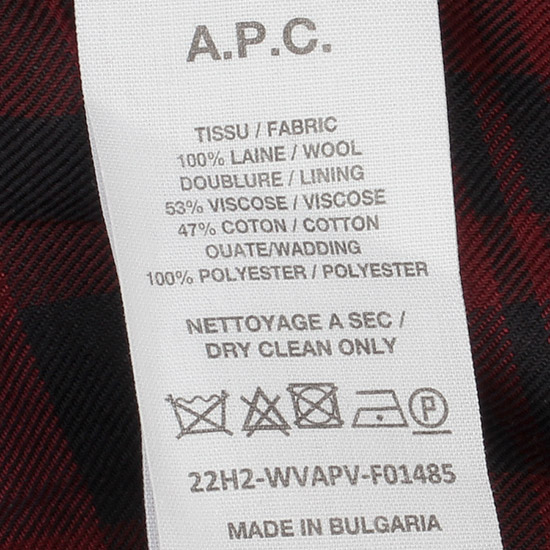 A.P.C.
TISSU / FABRIC
100% LAINE / WOOL
DOUBLURE / LINING
53% VISCOSE / VISCOSE
47% COTON / COTTON
OUATE/WADDING
100% POLYESTER / POLYESTER
NETTOYAGE A SEC /
DRY CLEAN ONLY
P
22H2-WVAPV-F01485
MADE IN BULGARIA